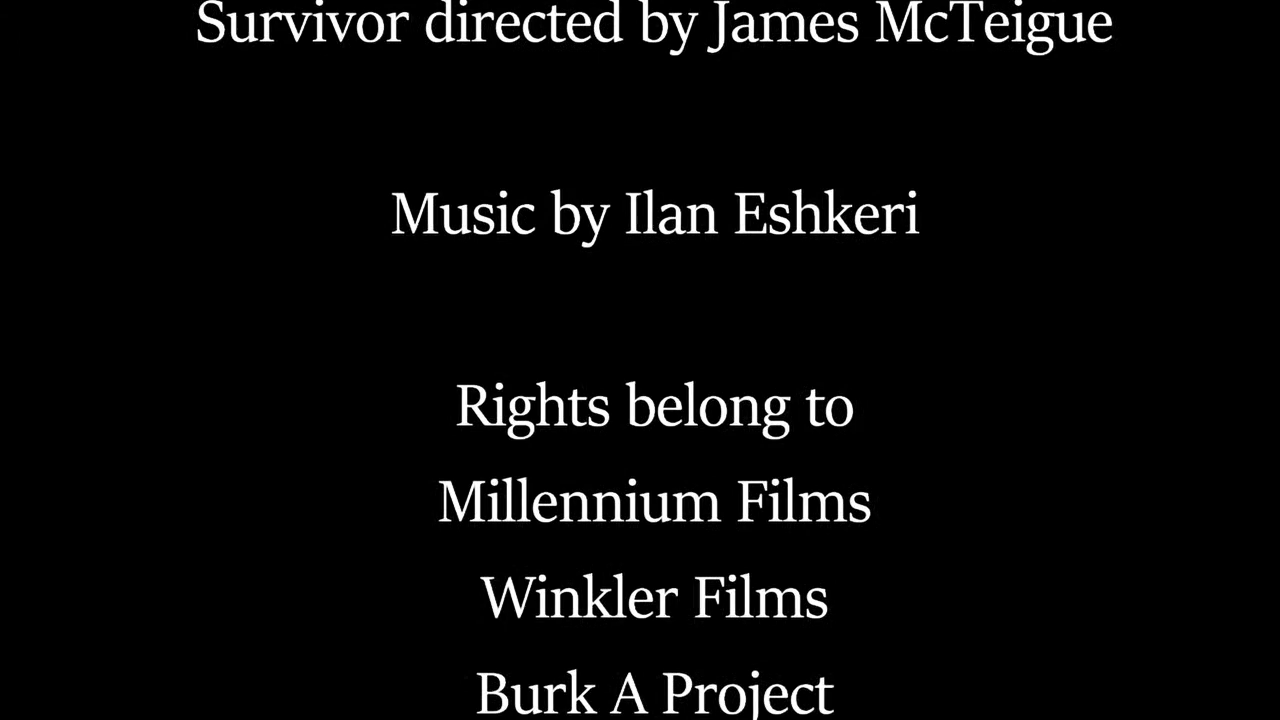 Survivor directed by James McTeigue
Music by Ilan Eshkeri
Rights belong to
Millennium Films
Winkler Films
Burk A Project